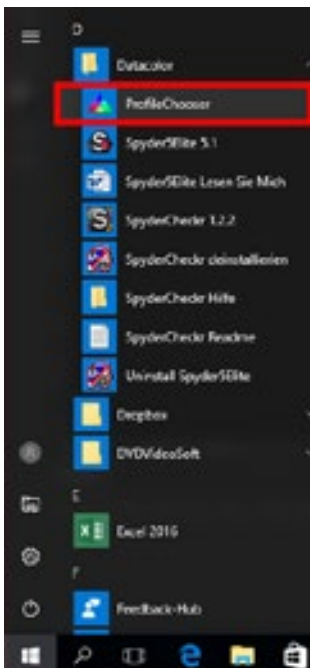 D
Datacolor
ProfileChooser
Spyder5Elite 5.1
Spyder5Elite Lesen Sie Mich
SpyderCheckr 1.2.2
SpyderCheckr deinstallieren
SpyderCheckr Hilfe
SpyderCheckr Readme
Uninstall Spyder5Elite
Dropbox
DVDVideoSoft
E
Excel 2016
F
Feedback-Hub